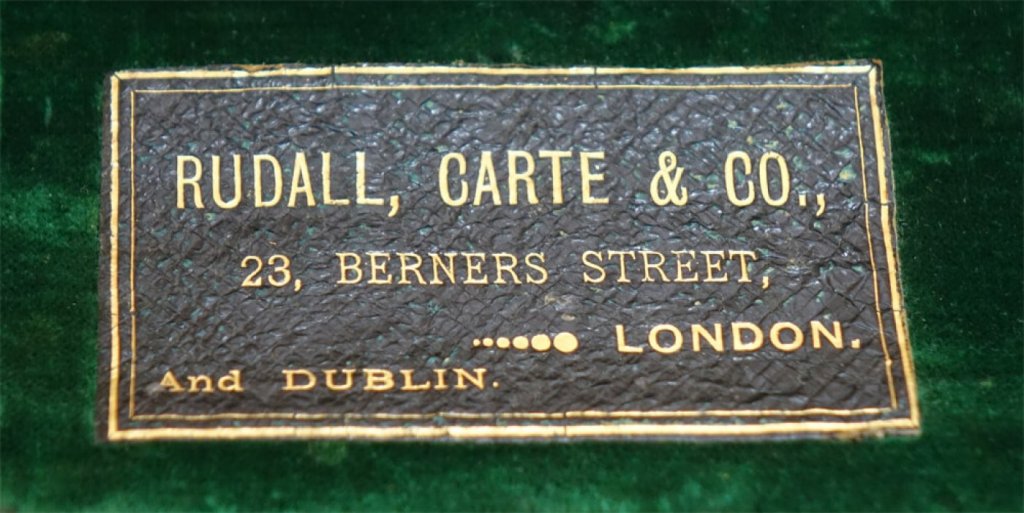 RUDALL, CARTE & CO.,
23, BERNERS STREET,
LONDON.
And DUBLIN.